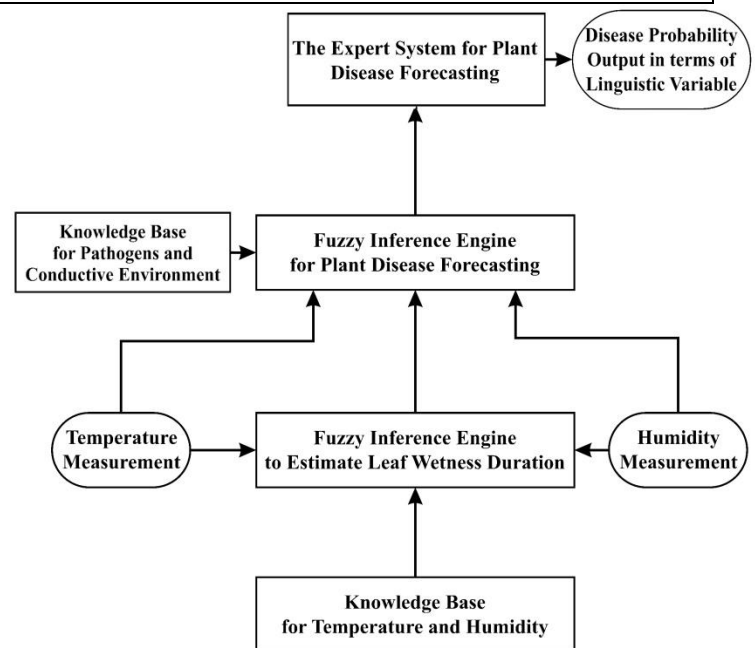 The Expert System for Plant
Disease Forecasting
Disease Probability
Output in terms of
Linguistic Variable
Knowledge Base
for Pathogens and
Conductive Environment
Fuzzy Inference Engine
for Plant Disease Forecasting
Temperature
Measurement
Fuzzy Inference Engine
to Estimate Leaf Wetness Duration
Humidity
Measurement
Knowledge Base
for Temperature and Humidity